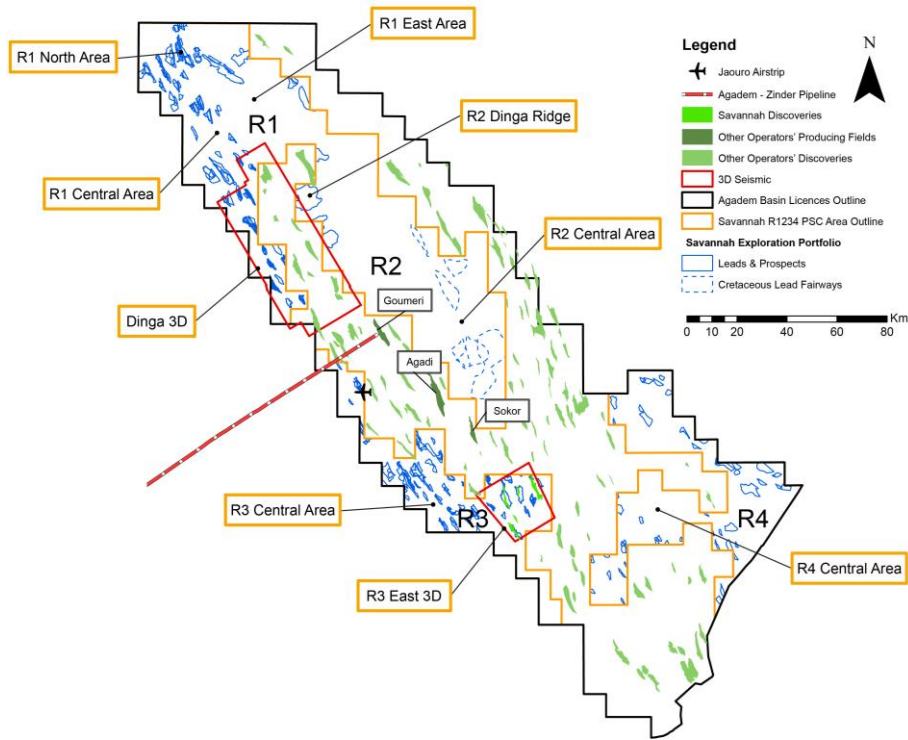 R1 East Area
R1 North Area
R1
R2 Dinga Ridge
R1 Central Area
R2 Central Area
R2
Dinga 3D
Goumeri
Agadi
Sokor
R3 Central Area
R3
R4
R4 Central Area
R3 East 3D
Legend
N
Jaouro Airstrip
Agadem - Zinder Pipeline
Savannah Discoveries
Other Operators' Producing Fields
Other Operators' Discoveries
3D Seismic
Agadem Basin Licences Outline
Savannah R1234 PSC Area Outline
Savannah Exploration Portfolio
Leads & Prospects
Cretaceous Lead Fairways
Km
0 10 20 40 60 80